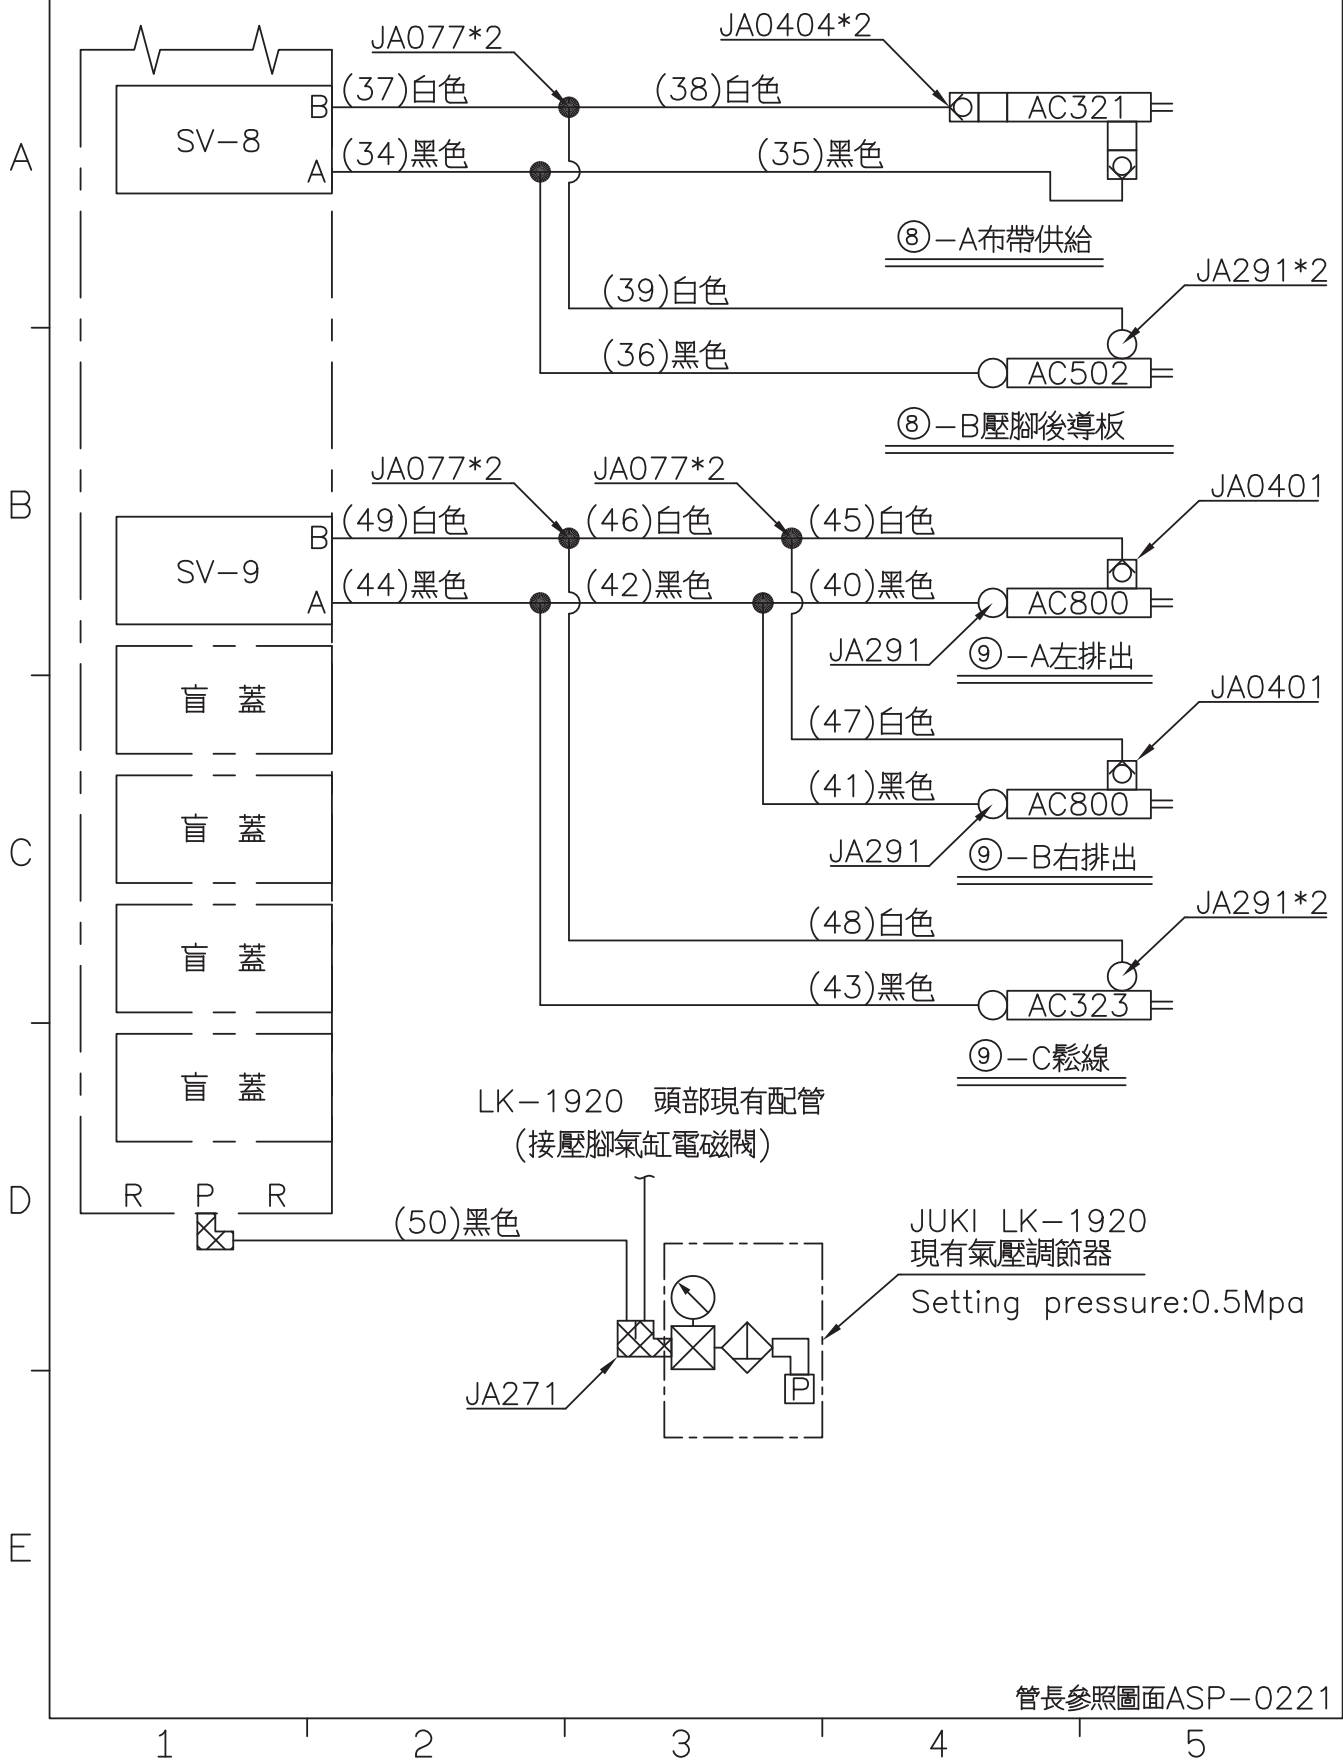 JA077*2
JA0404*2
(37)白色
(38)白色
B
AC321
SV-8
A
(34)黑色
(35)黑色
A
⑧-A布帶供給
JA291*2
(39)白色
(36)黑色
AC502
⑧-B壓腳後導板
JA077*2
JA077*2
JA0401
B
(49)白色
(46)白色
(45)白色
B
SV-9
(44)黑色
(42)黑色
(40)黑色
A
AC800
JA291
⑨-A左排出
盲 蓋
JA0401
(47)白色
(41)黑色
AC800
盲 蓋
C
JA291
⑨-B右排出
JA291*2
(48)白色
盲 蓋
(43)黑色
AC323
⑨-C鬆線
盲 蓋
LK-1920 頭部現有配管
(接壓腳氣缸電磁閥)
D
R P R
(50)黑色
JUKI LK-1920
現有氣壓調節器
Setting pressure:0.5Mpa
P
JA271
E
管長參照圖面ASP-0221
1 2 3 4 5